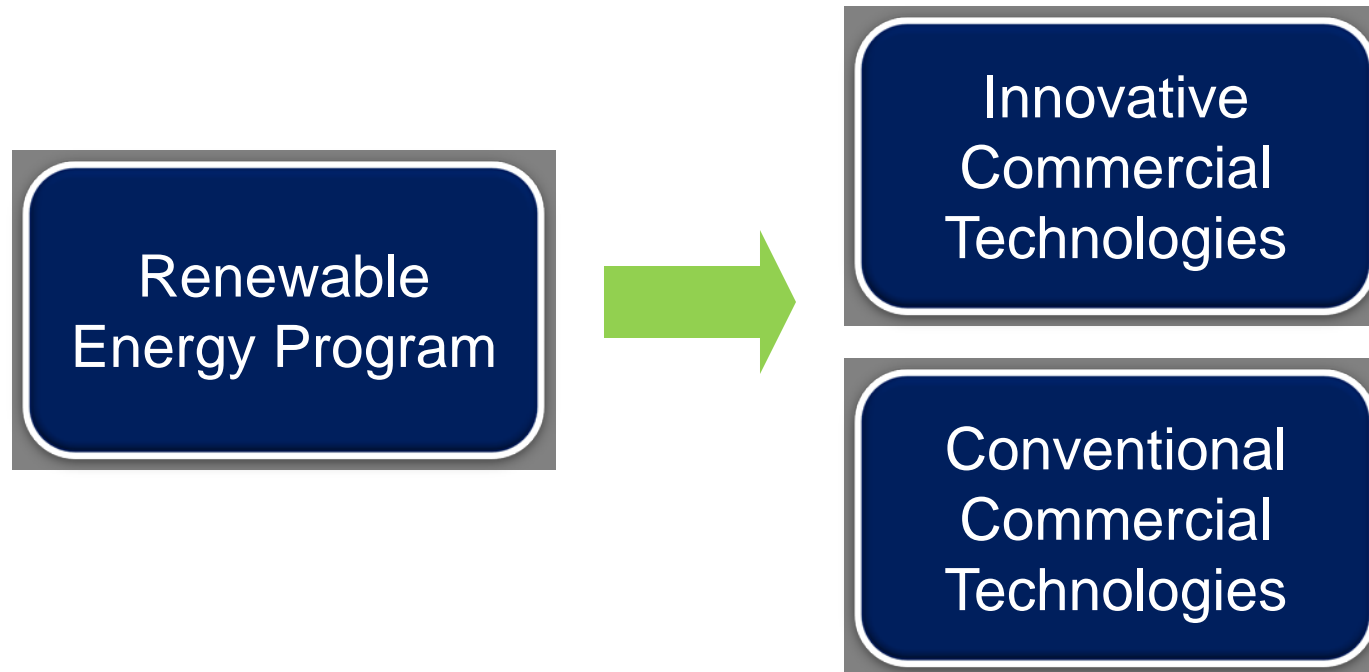 Renewable
Energy Program
Innovative
Commercial
Technologies
Conventional
Commercial
Technologies